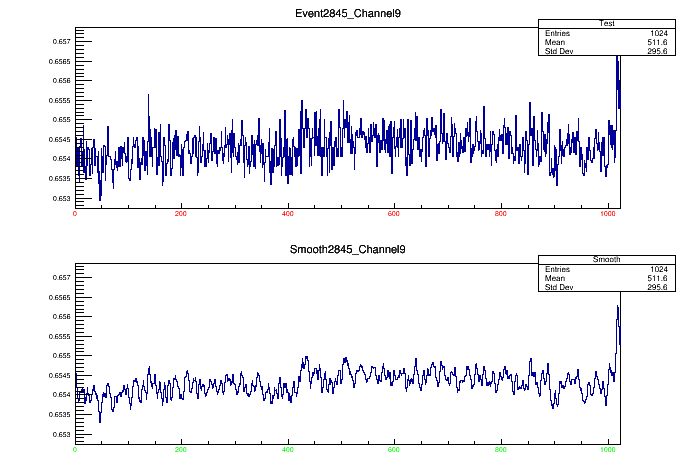 Event2845_Channel9
Test
Entries 1024
Mean 511.6
Std Dev 295.6
0.657
0.6565
0.656
0.6555
0.655
0.6545
0.654
0.6535
0.653
0 200 400 600 800 1000
Smooth2845_Channel9
Smooth
Entries 1024
Mean 511.6
Std Dev 295.6
0.657
0.6565
0.656
0.6555
0.655
0.6545
0.654
0.6535
0.653
0 200 400 600 800 1000